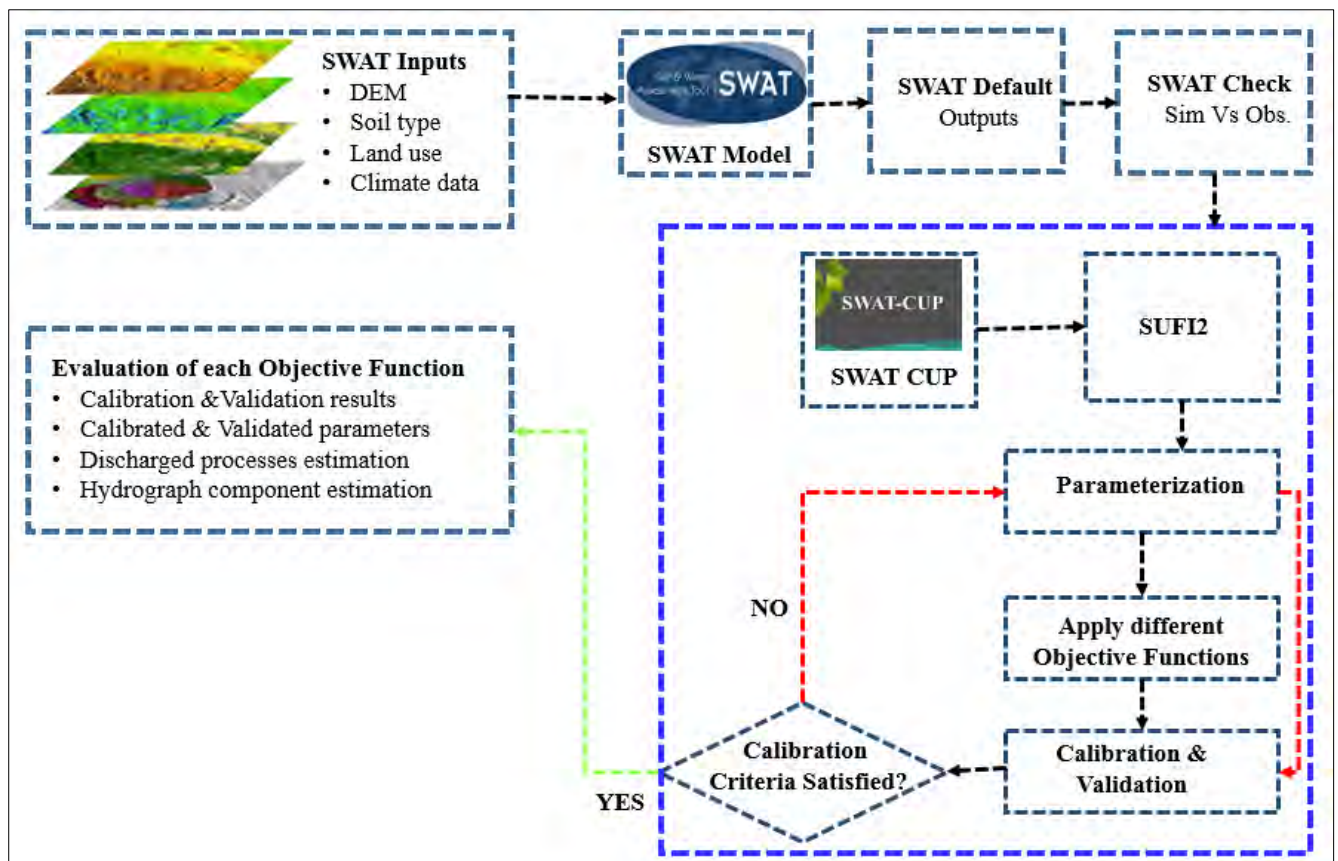 SWAT Inputs
• DEM
• Soil type
• Land use
• Climate data
SWAT
SWAT Model
SWAT Default
Outputs
SWAT Check
Sim Vs Obs.
SWAT-CUP
SWAT CUP
SUFI2
Parameterization
Apply different
Objective Functions
Calibration &
Validation
Calibration
Criteria Satisfied?
NO
YES
Evaluation of each Objective Function
• Calibration &Validation results
• Calibrated & Validated parameters
• Discharged processes estimation
• Hydrograph component estimation